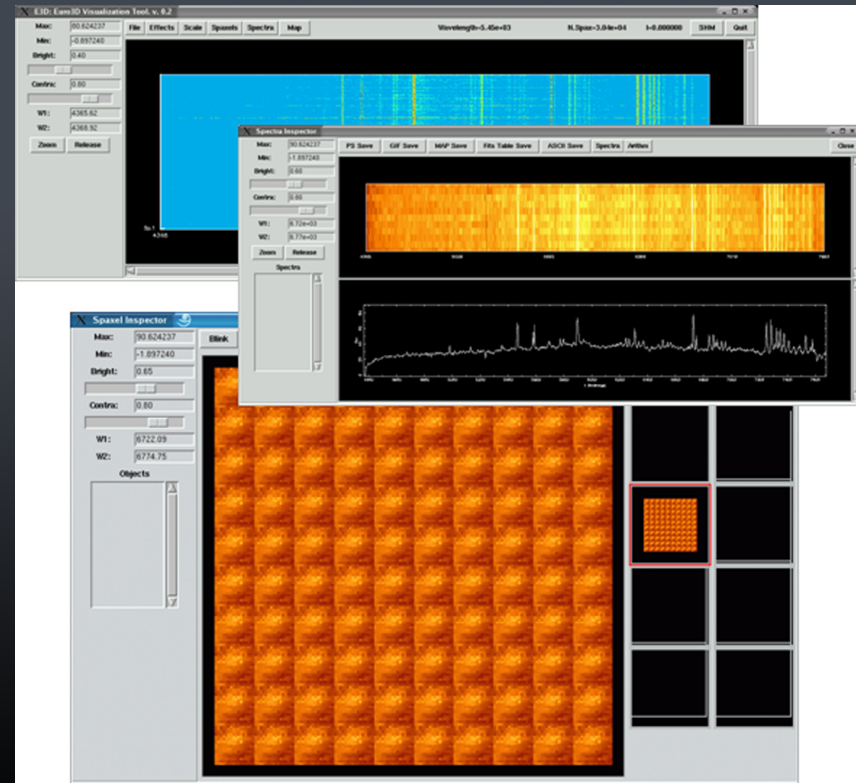 E3D: Euro3D Visualization Tool. v. 0.2
Max: 80.624237
Min: -0.897240
Bright: 0.40
Contra: 0.80
W1: 4365.62
W2: 4368.92
Zoom Release
File Effects Scale Spaxels Spectra Map
Wavelength=5.45e+03 N.Spax=3.04e+04 I=0.000000 SHM Quit
Spectra Inspector
Max: 90.624237
Min: -1.897240
Bright: 0.60
Contra: 0.80
W1: 6.72e+03
W2: 6.77e+03
Zoom Release
Spectra
PS Save GIF Save MAP Save Fits Table Save ASCII Save Spectra Arithm Close
Spaxel Inspector
Max: 90.624237
Min: -1.897240
Bright: 0.65
Contra: 0.80
W1: 6722.09
W2: 6774.75
Objects
Blink